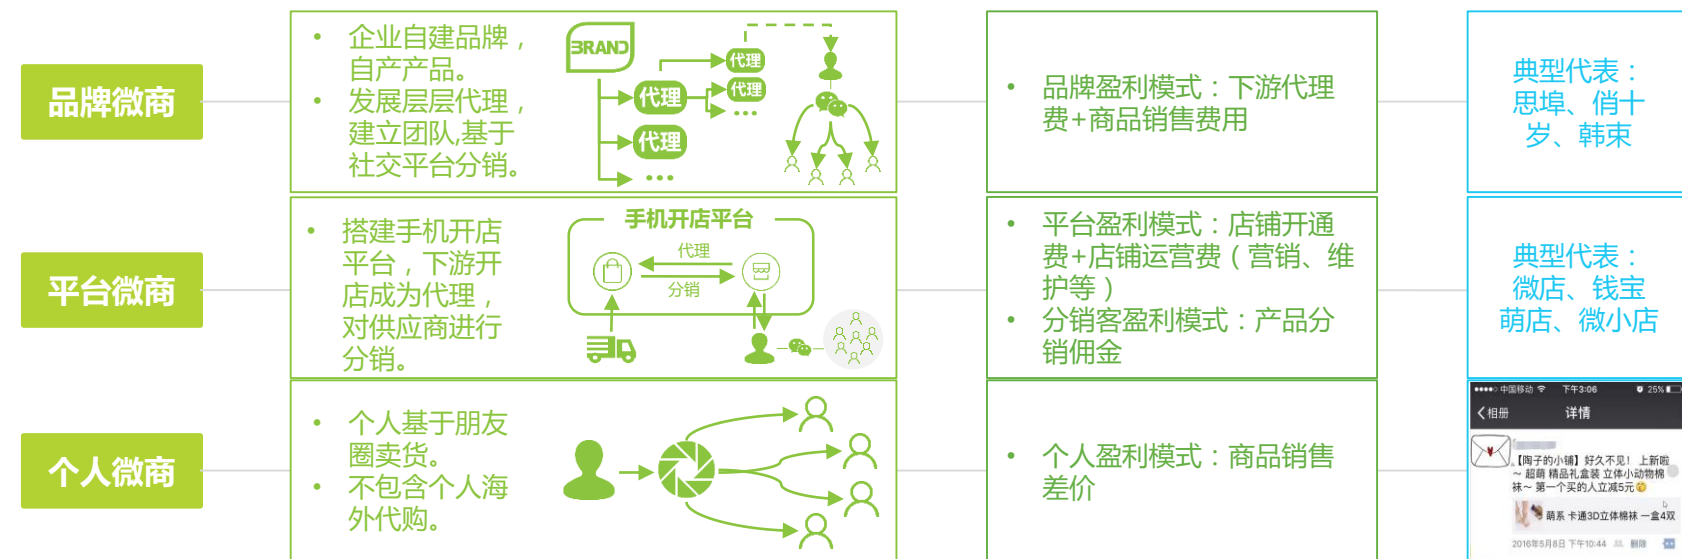 品牌微商
• 企业自建品牌，
自产产品。
• 发展层层代理，
建立团队,基于
社交平台分销。
BRAND
代理
代理
代理
•••
代理
•••
• 品牌盈利模式：下游代理
费+商品销售费用
典型代表：
思埠、俏十
岁、韩束
平台微商
• 搭建手机开店
平台，下游开
店成为代理，
对供应商进行
分销。
手机开店平台
代理
分销
• 平台盈利模式：店铺开通
费+店铺运营费（营销、维
护等）
• 分销客盈利模式：产品分
销佣金
典型代表：
微店、钱宝
萌店、微小店
个人微商
• 个人基于朋友
圈卖货。
• 不包含个人海
外代购。
• 个人盈利模式：商品销售
差价
中国移动 下午3:06 25%
相册 详情
【陶子的小铺】好久不见！ 上新啦
～ 超萌 精品礼盒装 立体小动物棉
袜～ 第一个买的人立减5元
萌系 卡通3D立体棉袜 一盒4双
2016年5月8日 下午10:44 删除